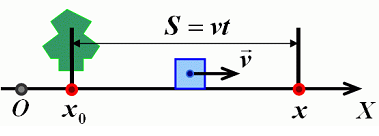 S = vt
v⃗
O x₀ x X